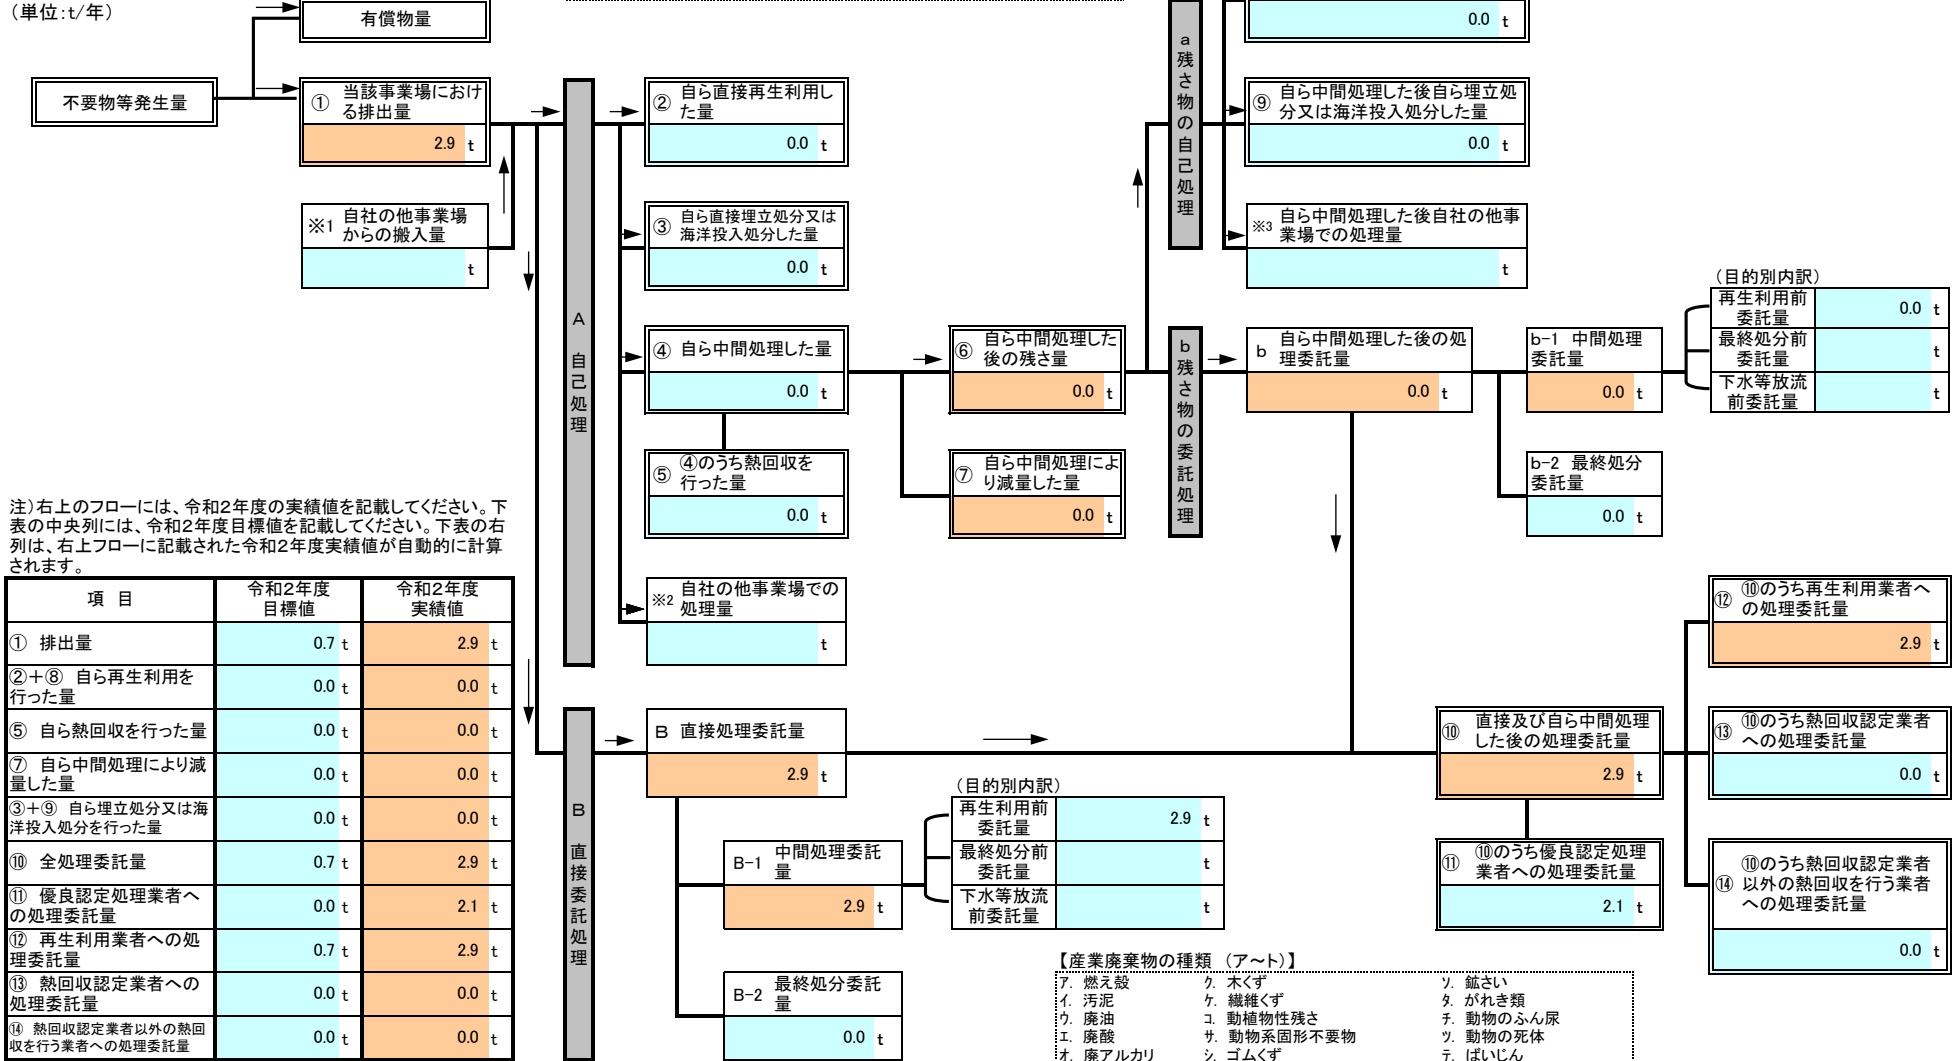 （単位：t/年）
有償物量
不要物等発生量
① 当該事業場におけ
る排出量
2.9 t
※1 自社の他事業場
からの搬入量
t
A 自己処理
② 自ら直接再生利用し
た量
0.0 t
③ 自ら直接埋立処分又は
海洋投入処分した量
0.0 t
④ 自ら中間処理した量
0.0 t
⑤ ④のうち熱回収を
行った量
0.0 t
※2 自社の他事業場での
処理量
t
⑥ 自ら中間処理した
後の残さ量
0.0 t
⑦ 自ら中間処理によ
り減量した量
0.0 t
a 残さ物の自己処理
0.0 t
⑨ 自ら中間処理した後自ら埋立処
分又は海洋投入処分した量
0.0 t
※3 自ら中間処理した後自社の他事
業場での処理量
t
b 残さ物の委託処理
b 自ら中間処理した後の処
理委託量
0.0 t
b-1 中間処理
委託量
0.0 t
b-2 最終処分
委託量
0.0 t
（目的別内訳）
再生利用前
委託量
0.0 t
最終処分前
委託量
t
下水等放流
前委託量
t
注）右上のフローには、令和２年度の実績値を記載してください。下
表の中央列には、令和２年度目標値を記載してください。下表の右
列は、右上フローに記載された令和２年度実績値が自動的に計算
されます。
項 目 令和２年度
目標値 令和２年度
実績値
① 排出量 0.7 t 2.9 t
②＋⑧ 自ら再生利用を
行った量 0.0 t 0.0 t
⑤ 自ら熱回収を行った量 0.0 t 0.0 t
⑦ 自ら中間処理により減
量した量 0.0 t 0.0 t
③＋⑨ 自ら埋立処分又は海
洋投入処分を行った量 0.0 t 0.0 t
⑩ 全処理委託量 0.7 t 2.9 t
⑪ 優良認定処理業者へ
の処理委託量 0.0 t 2.1 t
⑫ 再生利用業者への処
理委託量 0.7 t 2.9 t
⑬ 熱回収認定業者への
処理委託量 0.0 t 0.0 t
⑭ 熱回収認定業者以外の熱回
収を行う業者への処理委託量 0.0 t 0.0 t
B 直接委託処理
B 直接処理委託量
2.9 t
B-1 中間処理委託
量
2.9 t
B-2 最終処分委託
量
0.0 t
（目的別内訳）
再生利用前
委託量
2.9 t
最終処分前
委託量
t
下水等放流
前委託量
t
⑩ 直接及び自ら中間処理
した後の処理委託量
2.9 t
⑪ ⑩のうち優良認定処理
業者への処理委託量
2.1 t
⑫ ⑩のうち再生利用業者へ
の処理委託量
2.9 t
⑬ ⑩のうち熱回収認定業者
への処理委託量
0.0 t
⑭ ⑩のうち熱回収認定業者
以外の熱回収を行う業者
への処理委託量
0.0 t
【産業廃棄物の種類 （ア～ト）】
ｱ. 燃え殻 ｸ. 木くず ｿ. 鉱さい
ｲ. 汚泥 ｹ. 繊維くず ﾀ. がれき類
ｳ. 廃油 ｺ. 動植物性残さ ﾁ. 動物のふん尿
ｴ. 廃酸 ｻ. 動物系固形不要物 ﾂ. 動物の死体
ｵ. 廃アルカリ ｼ. ゴムくず ﾃ. ばいじん